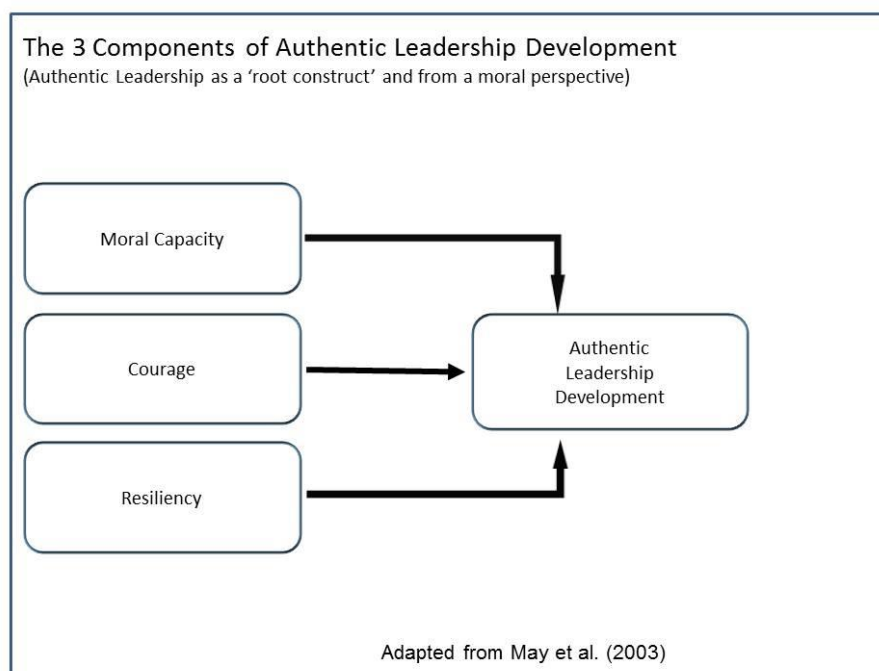 The 3 Components of Authentic Leadership Development
(Authentic Leadership as a ‘root construct’ and from a moral perspective)
Moral Capacity
Courage
Authentic
Leadership
Development
Resiliency
Adapted from May et al. (2003)